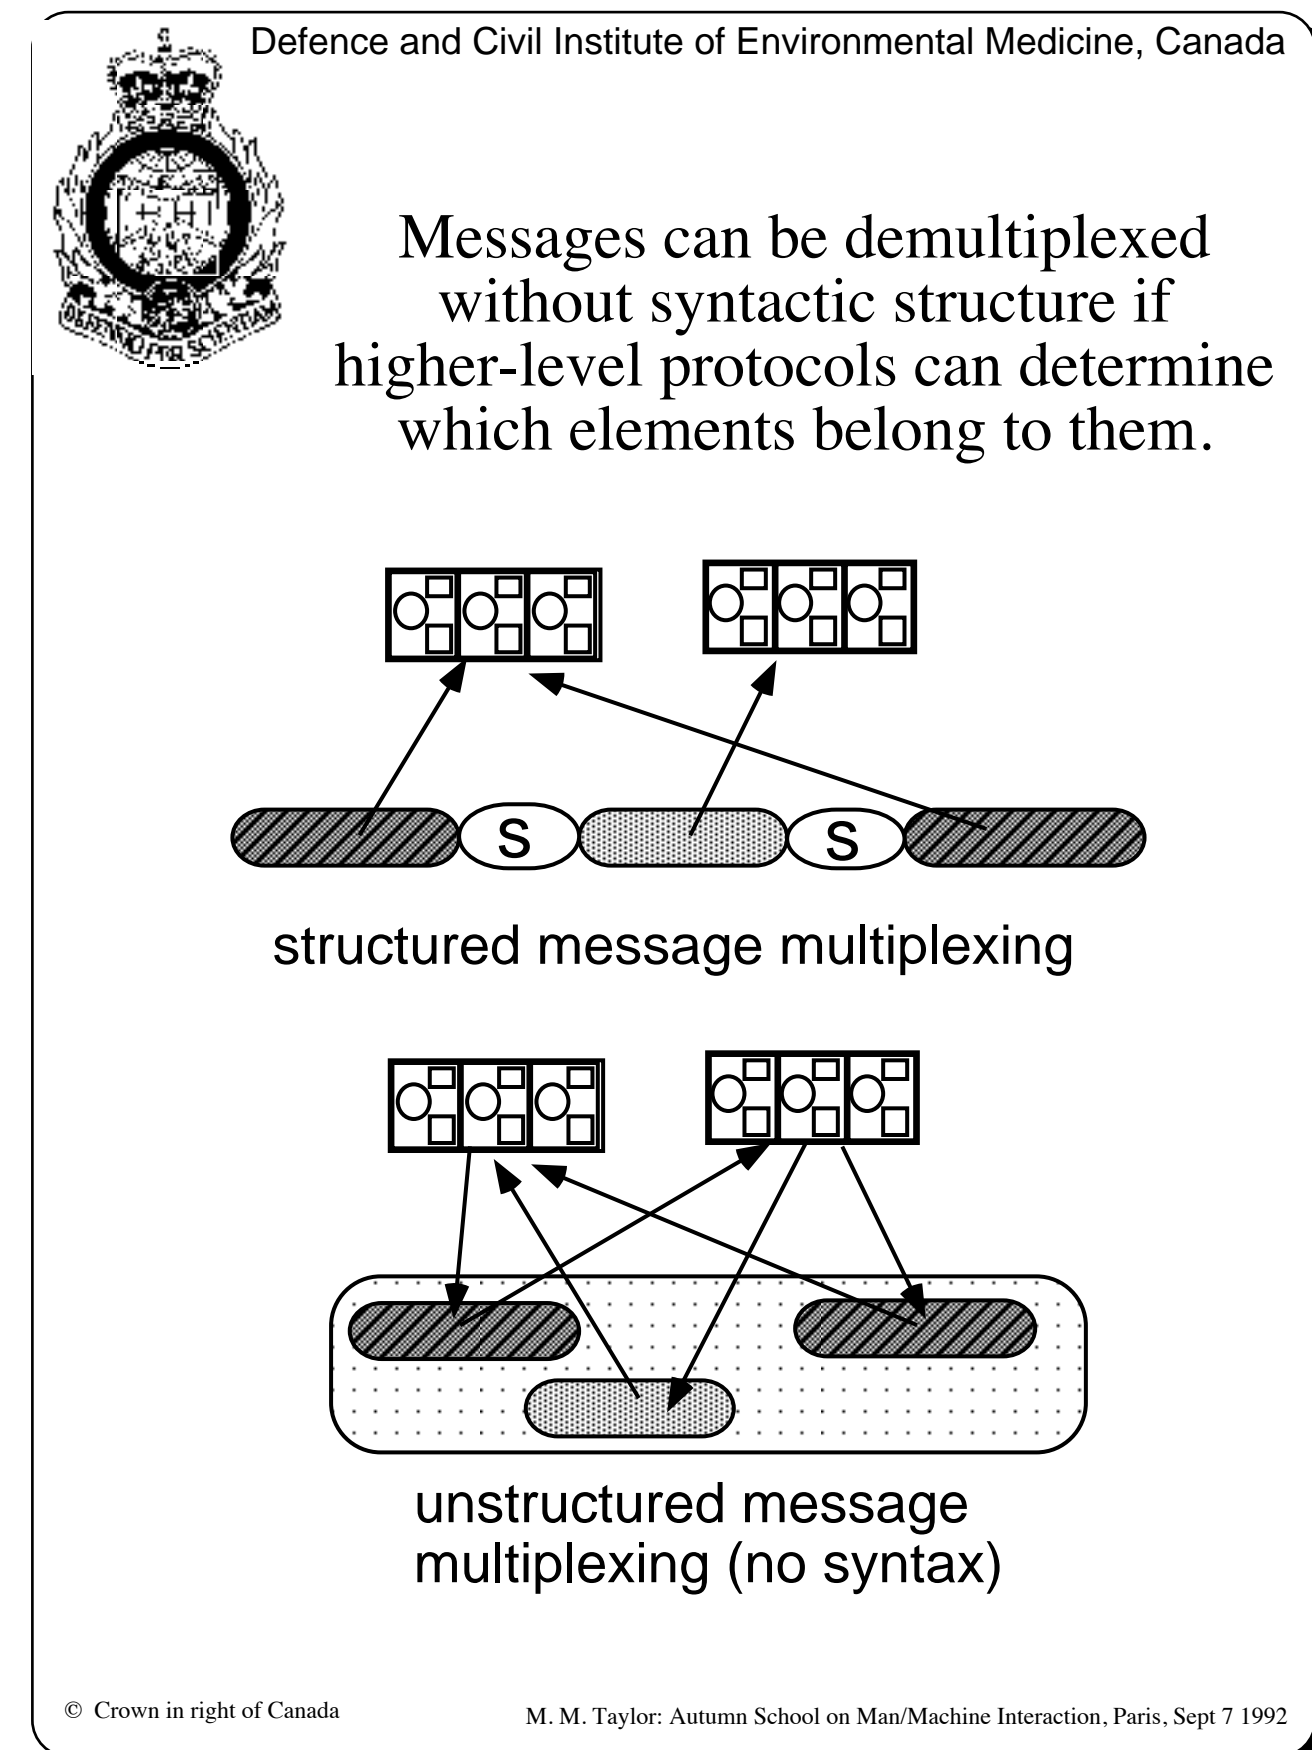 Defence and Civil Institute of Environmental Medicine, Canada
Messages can be demultiplexed
without syntactic structure if
higher-level protocols can determine
which elements belong to them.
S
S
structured message multiplexing
unstructured message
multiplexing (no syntax)
© Crown in right of Canada
M. M. Taylor: Autumn School on Man/Machine Interaction, Paris, Sept 7 1992